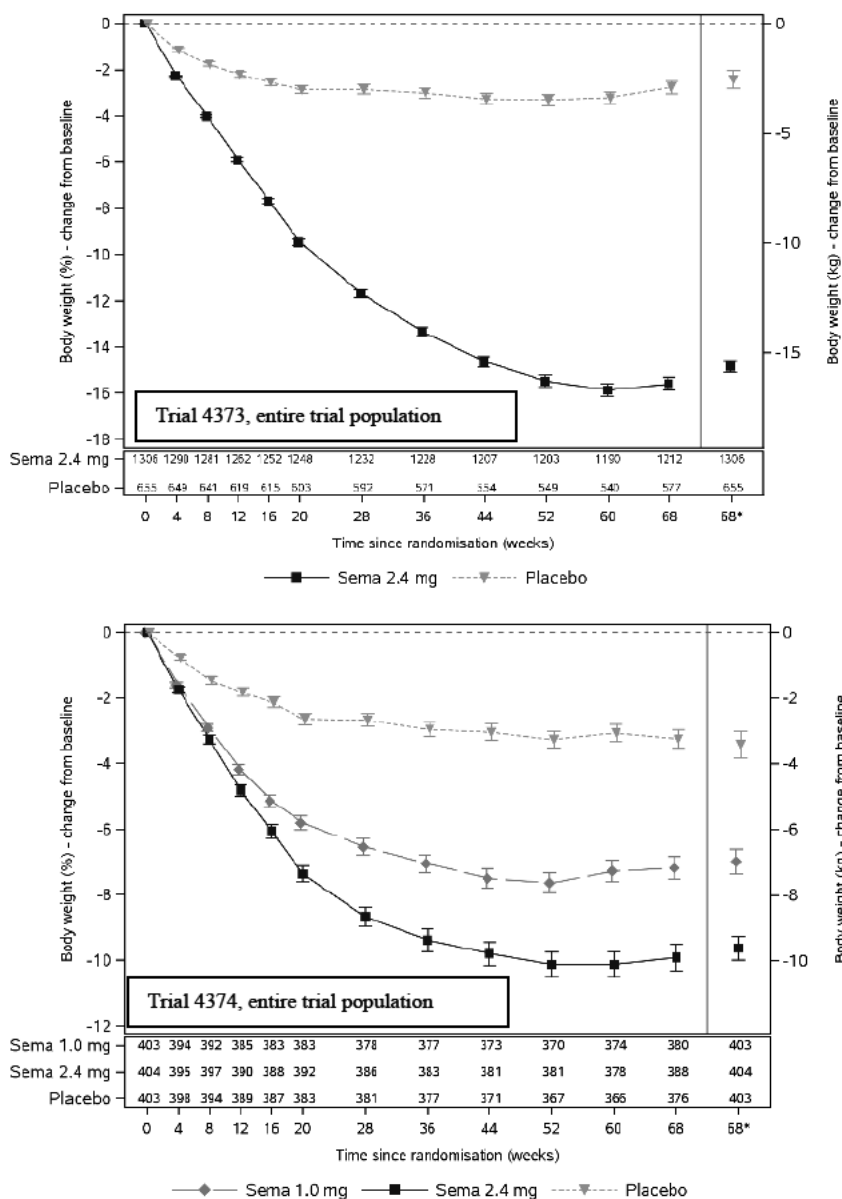 0
-2
-4
-6
-8
-10
-12
-14
-16
-18
Body weight (%) - change from baseline
0
-5
-10
-15
Body weight (kg) - change from baseline
Trial 4373, entire trial population
Sema 2.4 mg 1306 1290 1281 1262 1252 1248 1232 1228 1207 1203 1190 1212 1306
Placebo 655 649 641 619 615 603 592 571 554 549 540 577 655
0 4 8 12 16 20 28 36 44 52 60 68 68*
Time since randomisation (weeks)
Sema 2.4 mg Placebo
0
-2
-4
-6
-8
-10
-12
Body weight (%) - change from baseline
0
-2
-4
-6
-8
-10
Body weight (kg) - change from baseline
Trial 4374, entire trial population
Sema 1.0 mg 403 394 392 385 383 383 378 377 373 370 374 380 403
Sema 2.4 mg 404 395 397 390 388 392 386 383 381 381 378 388 404
Placebo 403 398 394 389 387 383 381 377 371 367 366 376 403
0 4 8 12 16 20 28 36 44 52 60 68 68*
Time since randomisation (weeks)
Sema 1.0 mg Sema 2.4 mg Placebo